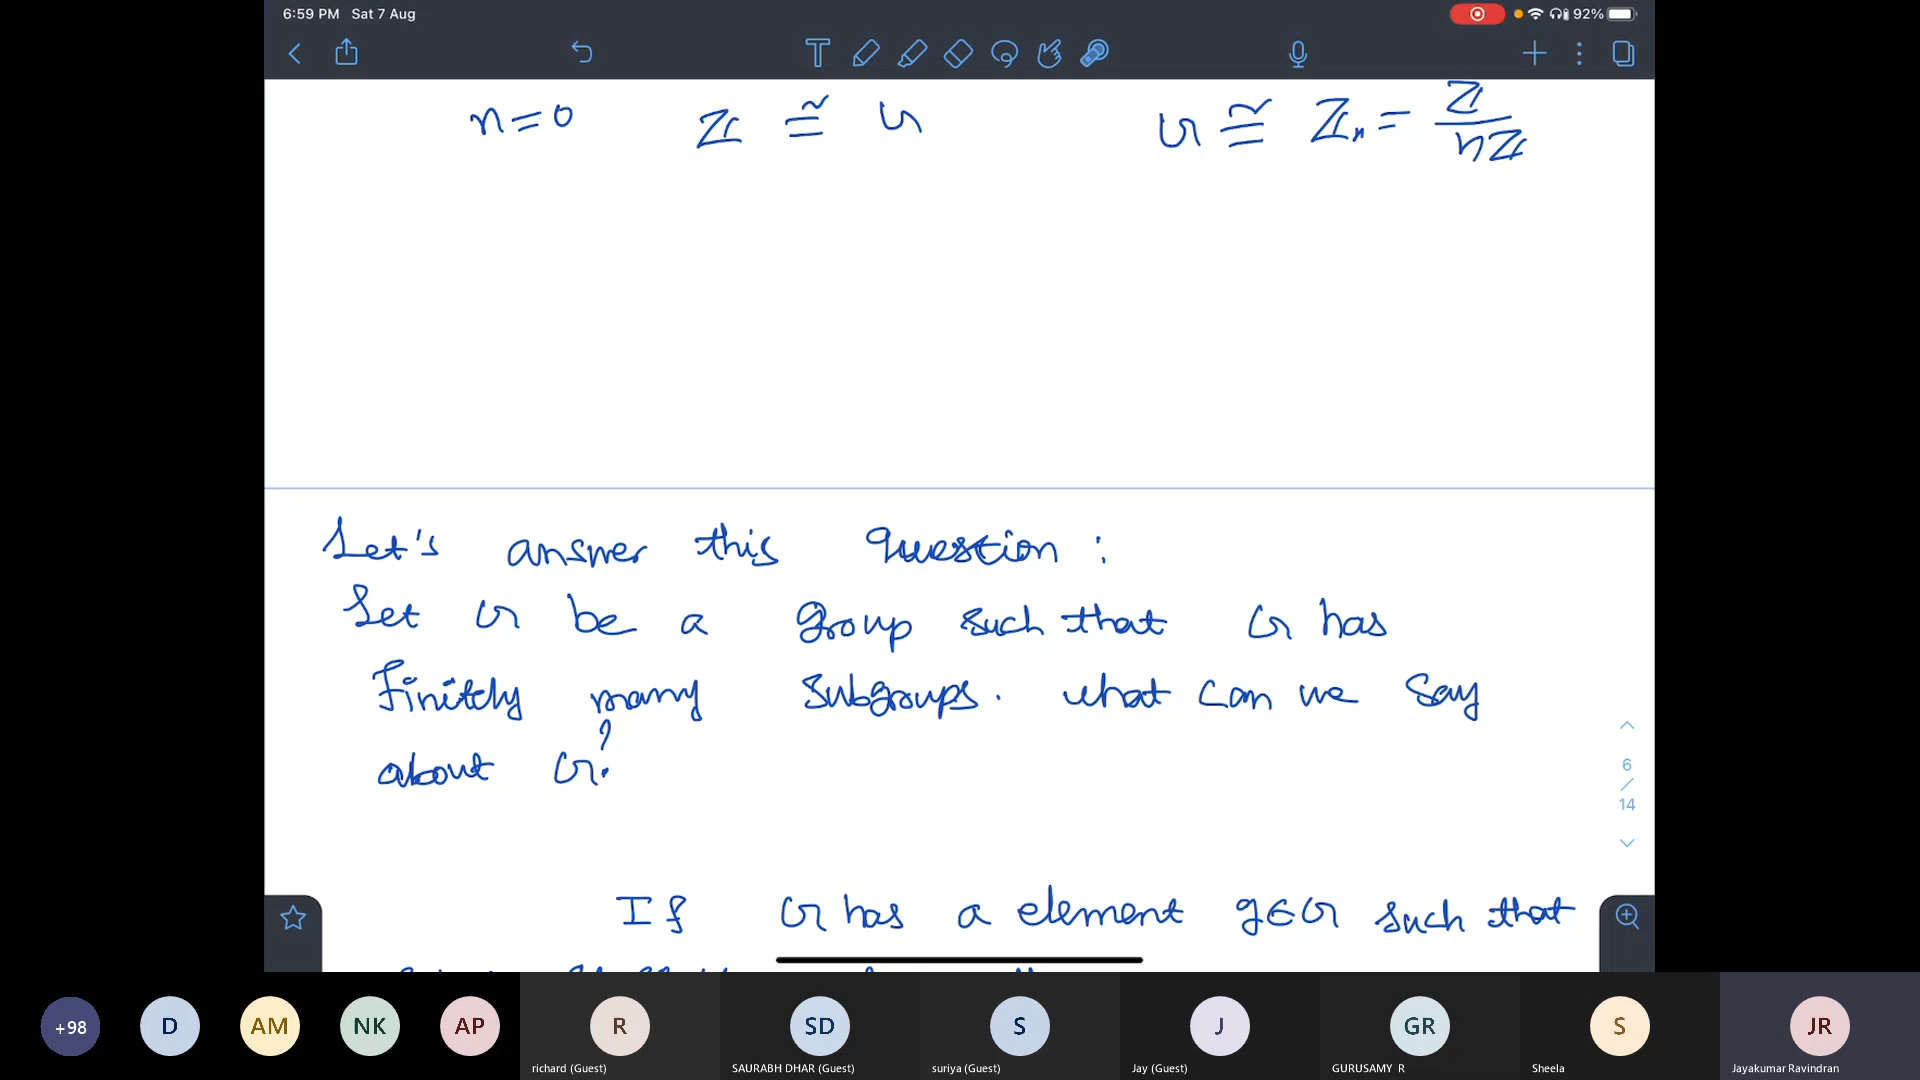 6:59 PM Sat 7 Aug
92%
n=0 ℤ ≅ G G ≅ ℤn = ℤ/nℤ
Let's answer this question :
Let G be a group such that G has
finitely many subgroups. what can we say
about G?
6
/
14
If G has a element g∈G such that
+98 D AM NK AP R SD S J GR S JR
richard (Guest) SAURABH DHAR (Guest) suriya (Guest) Jay (Guest) GURUSAMY R Sheela Jayakumar Ravindran